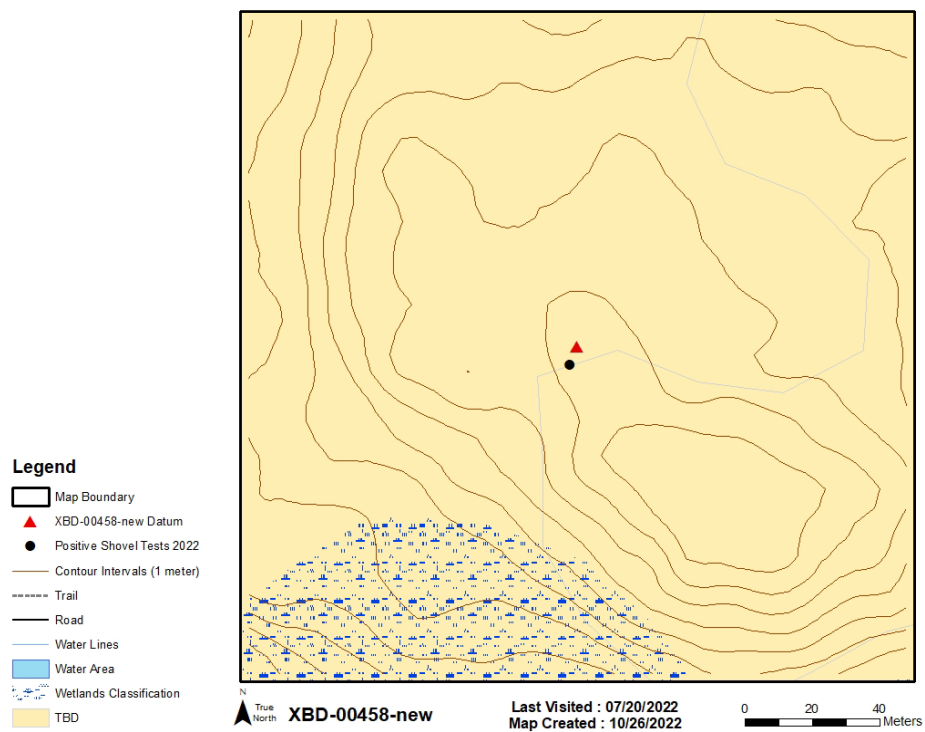 Legend
Map Boundary
XBD-00458-new Datum
Positive Shovel Tests 2022
Contour Intervals (1 meter)
Trail
Road
Water Lines
Water Area
Wetlands Classification
TBD
N
True
North
XBD-00458-new
Last Visited : 07/20/2022
Map Created : 10/26/2022
0 20 40
Meters